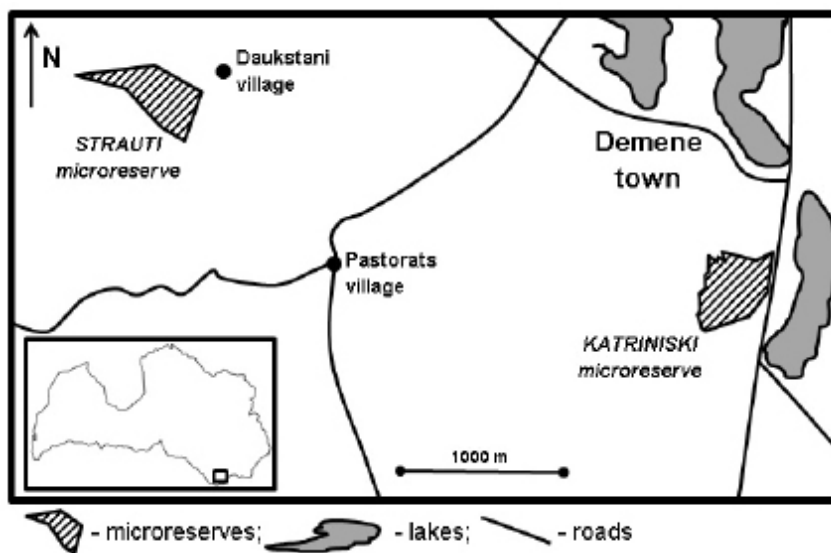 N
Daukstani
village
STRAUTI
microreserve
Demene
town
Pastorats
village
KATRINISKI
microreserve
1000 m
- microreserves; - lakes; - roads